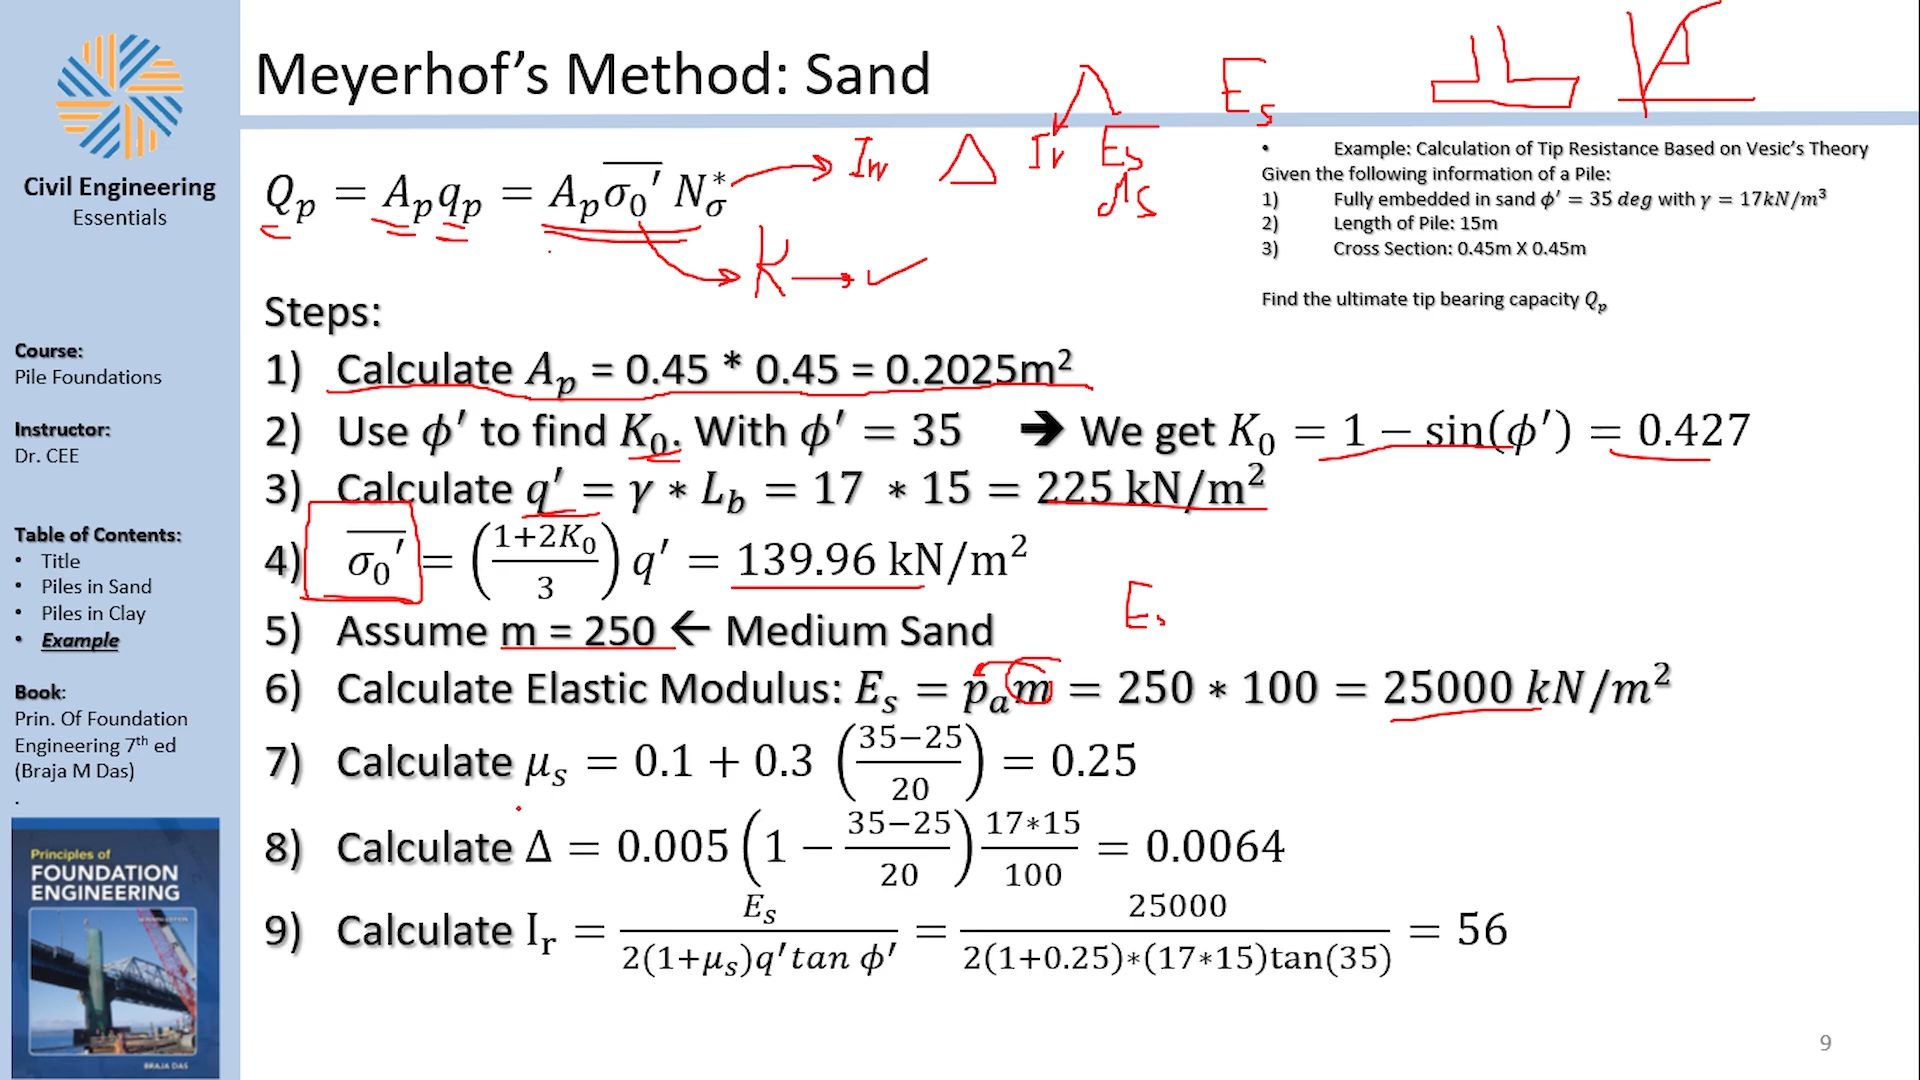 Civil Engineering
Essentials
Course:
Pile Foundations
Instructor:
Dr. CEE
Table of Contents:
• Title
• Piles in Sand
• Piles in Clay
• Example
Book:
Prin. Of Foundation
Engineering 7th ed
(Braja M Das)
.
Principles of
FOUNDATION
ENGINEERING
BRAJA DAS
Meyerhof’s Method: Sand
Es
Qp = Apqp = Ap σ0′ Nσ*
Irr Δ Ir Es
μs
K → ✓
• Example: Calculation of Tip Resistance Based on Vesic’s Theory
Given the following information of a Pile:
1) Fully embedded in sand ϕ′ = 35 deg with γ = 17kN/m³
2) Length of Pile: 15m
3) Cross Section: 0.45m X 0.45m
Find the ultimate tip bearing capacity Qp
Steps:
1) Calculate Ap = 0.45 * 0.45 = 0.2025m²
2) Use ϕ′ to find K0. With ϕ′ = 35 → We get K0 = 1 − sin(ϕ′) = 0.427
3) Calculate q′ = γ ∗ Lb = 17 ∗ 15 = 225 kN/m²
4) σ0′ = ((1+2K0)/3) q′ = 139.96 kN/m²
Es
5) Assume m = 250 ← Medium Sand
6) Calculate Elastic Modulus: Es = pam = 250 ∗ 100 = 25000 kN/m²
7) Calculate μs = 0.1 + 0.3 ((35−25)/20) = 0.25
8) Calculate Δ = 0.005 (1 − (35−25)/20) (17∗15)/100 = 0.0064
9) Calculate Ir = Es/(2(1+μs)q′tan ϕ′) = 25000/(2(1+0.25)∗(17∗15)tan(35)) = 56
9